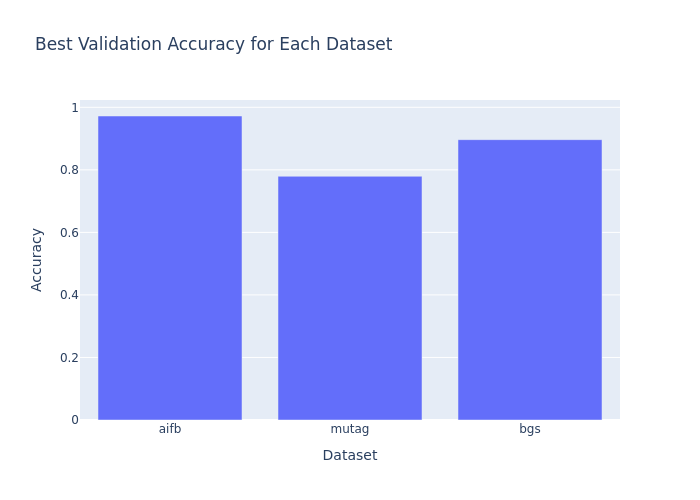 Best Validation Accuracy for Each Dataset
1
0.8
0.6
0.4
0.2
0
Accuracy
aifb mutag bgs
Dataset